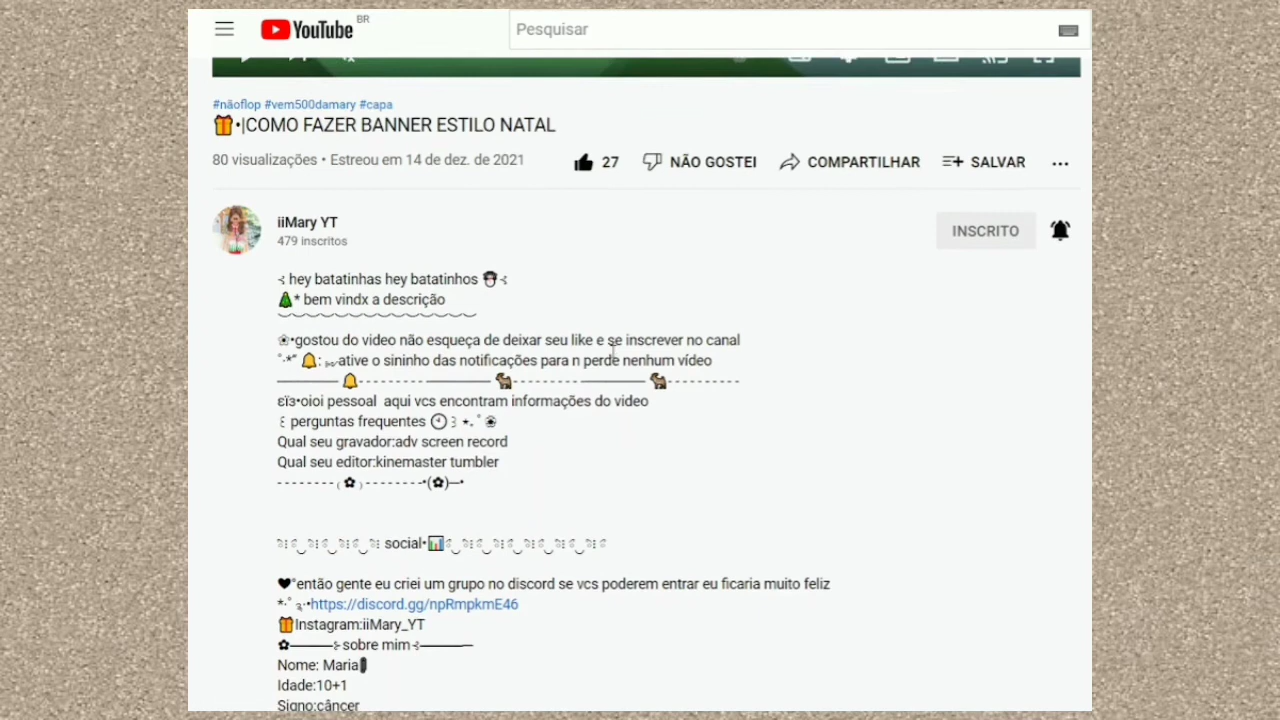 YouTube BR
Pesquisar
#nãoflop #vem500damary #capa
🎁•|COMO FAZER BANNER ESTILO NATAL
80 visualizações • Estreou em 14 de dez. de 2021
27 NÃO GOSTEI COMPARTILHAR SALVAR ...
iiMary YT
479 inscritos
INSCRITO
hey batatinhas hey batatinhos
🎄* bem vindx a descrição
❀•gostou do video não esqueça de deixar seu like e se inscrever no canal
˚·*” 🔔: ative o sininho das notificações para n perde nenhum vídeo
εïз•oioi pessoal aqui vcs encontram informações do video
perguntas frequentes
Qual seu gravador:adv screen record
Qual seu editor:kinemaster tumbler
- - - - - - - - ₍ ✿ ₎ - - - - - - - -•(✿)─•
social•📊
♥°então gente eu criei um grupo no discord se vcs poderem entrar eu ficaria muito feliz
https://discord.gg/npRmpkmE46
🎁Instagram:iiMary_YT
✿────sobre mim────
Nome: Maria
Idade:10+1
Signo:câncer